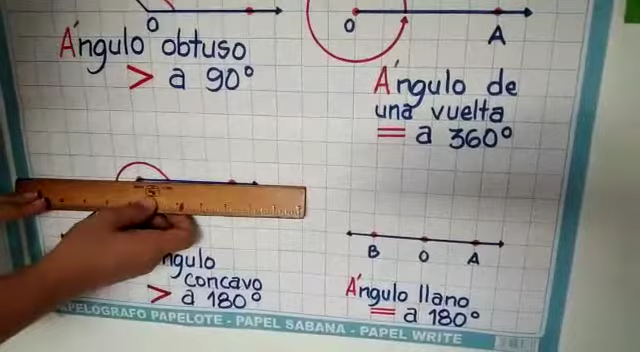 O
Ángulo obtuso
> a 90°
O
A
Ángulo de
una vuelta
= a 360°
ngulo
concavo
> a 180°
B O A
Ángulo llano
= a 180°
PELOGRAFO PAPELOTE - PAPEL SABANA - PAPEL WRITE